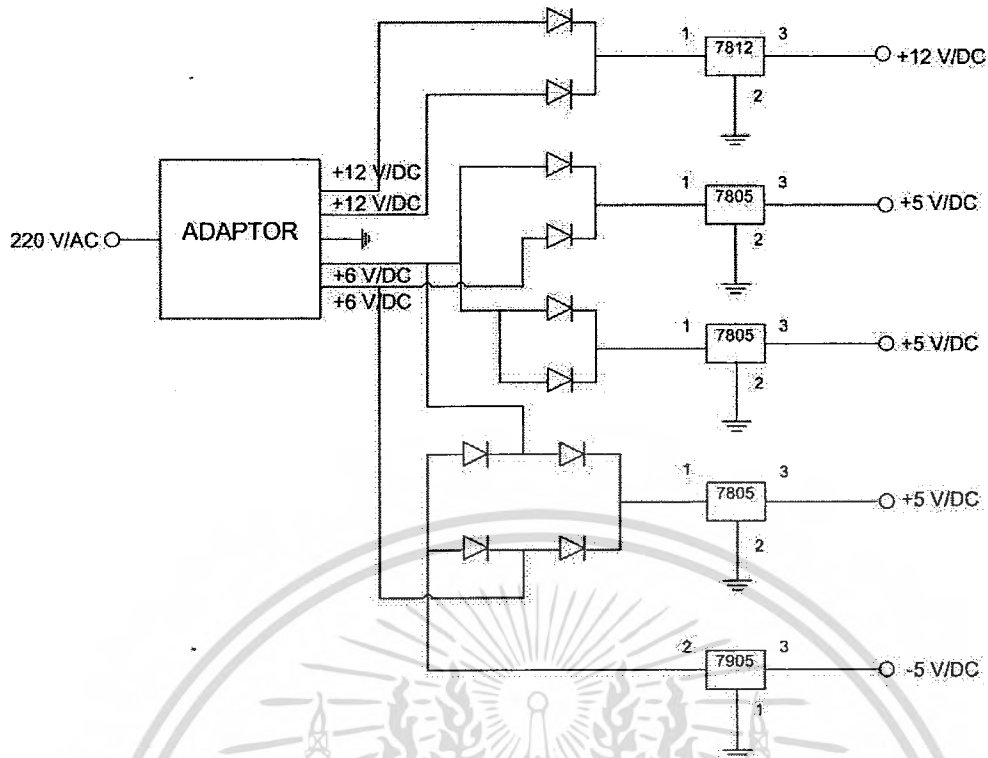 1 7812 3 +12 V/DC
2
+12 V/DC
+12 V/DC
220 V/AC ADAPTOR
+6 V/DC
+6 V/DC
1 7805 3 +5 V/DC
2
1 7805 3 +5 V/DC
2
1 7805 3 +5 V/DC
2
2 7905 3 -5 V/DC
1